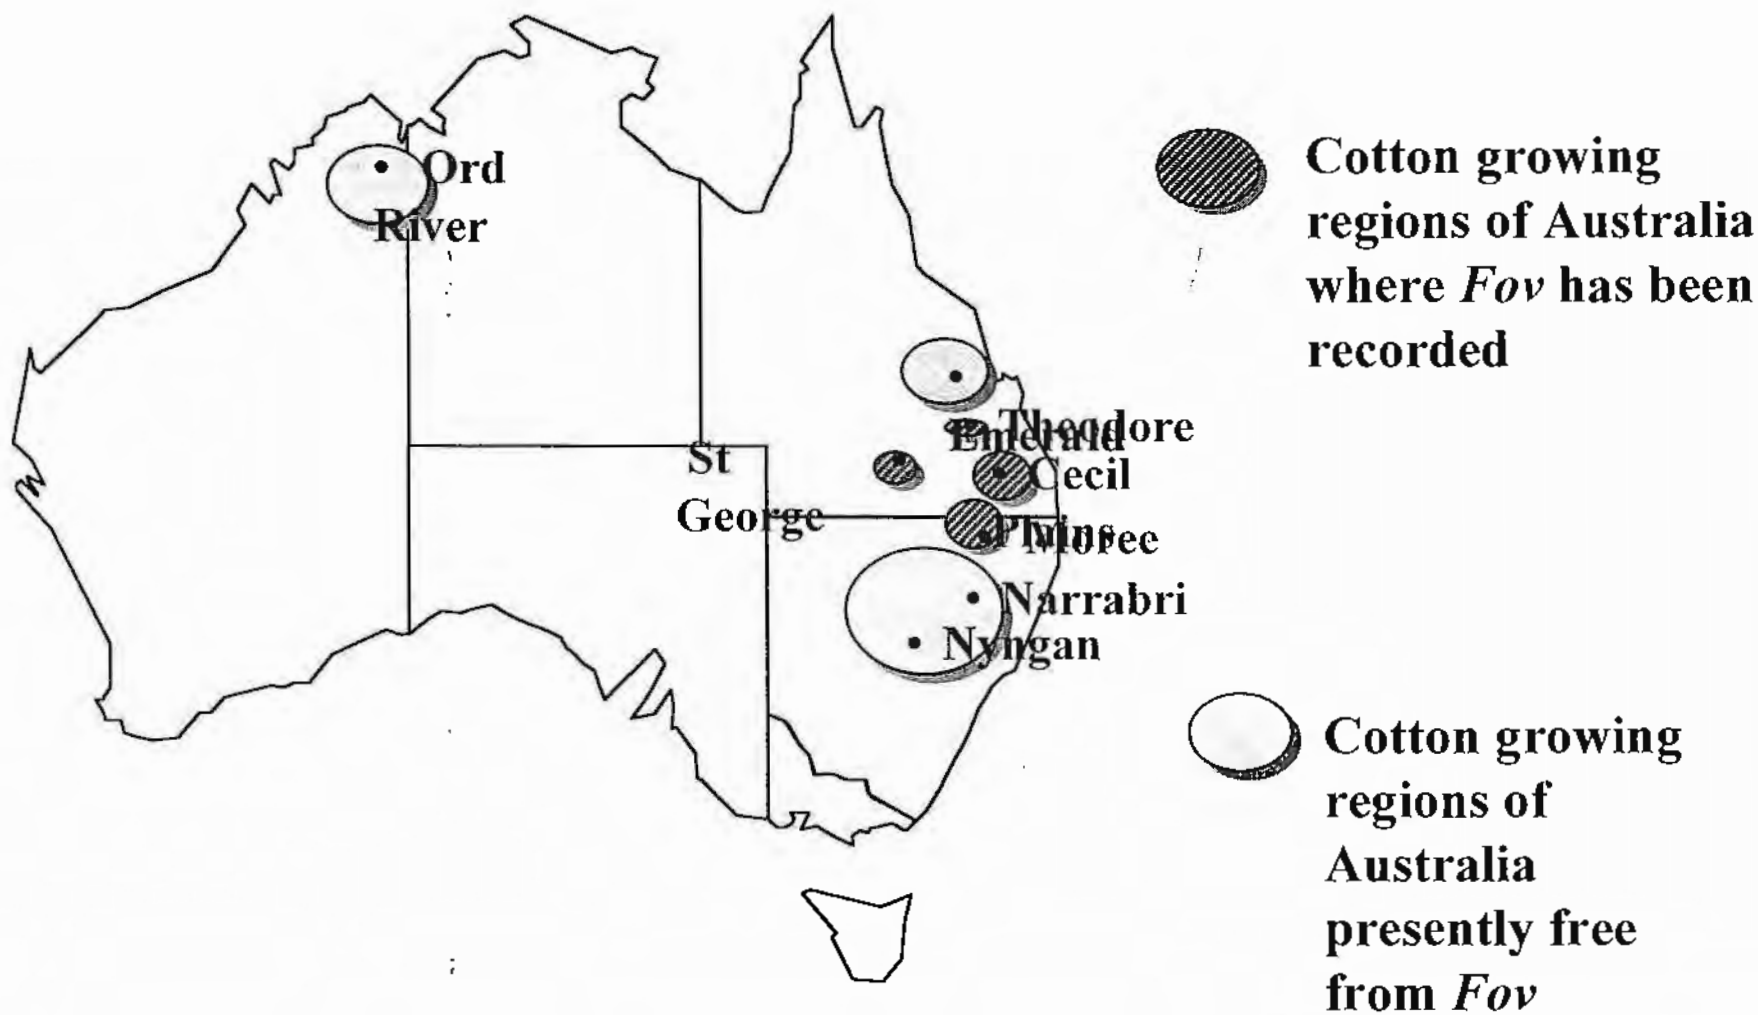 Ord
River
Theodore
Emerald
St
Cecil
George
Plains
Moree
Narrabri
Nyngan
Cotton growing
regions of Australia
where Fov has been
recorded
Cotton growing
regions of
Australia
presently free
from Fov